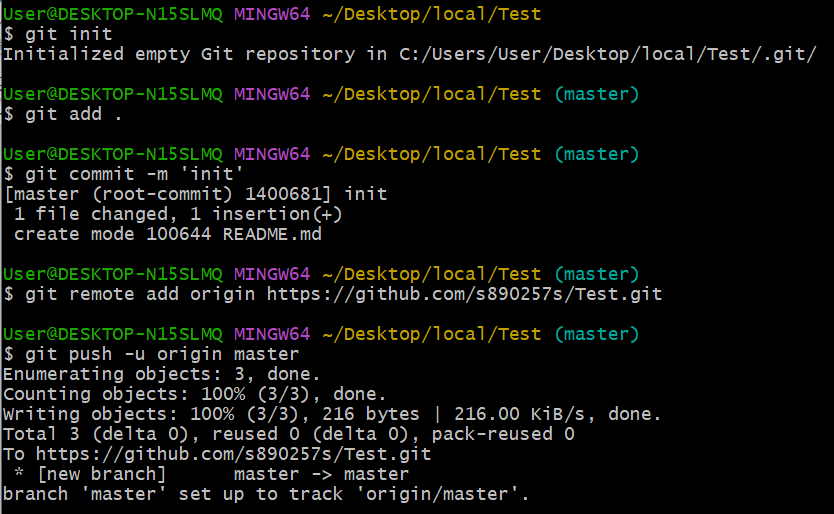 User@DESKTOP-N15SLMQ MINGW64 ~/Desktop/local/Test
$ git init
Initialized empty Git repository in C:/Users/User/Desktop/local/Test/.git/
User@DESKTOP-N15SLMQ MINGW64 ~/Desktop/local/Test (master)
$ git add .
User@DESKTOP-N15SLMQ MINGW64 ~/Desktop/local/Test (master)
$ git commit -m 'init'
[master (root-commit) 1400681] init
 1 file changed, 1 insertion(+)
 create mode 100644 README.md
User@DESKTOP-N15SLMQ MINGW64 ~/Desktop/local/Test (master)
$ git remote add origin https://github.com/s890257s/Test.git
User@DESKTOP-N15SLMQ MINGW64 ~/Desktop/local/Test (master)
$ git push -u origin master
Enumerating objects: 3, done.
Counting objects: 100% (3/3), done.
Writing objects: 100% (3/3), 216 bytes | 216.00 KiB/s, done.
Total 3 (delta 0), reused 0 (delta 0), pack-reused 0
To https://github.com/s890257s/Test.git
 * [new branch]      master -> master
branch 'master' set up to track 'origin/master'.